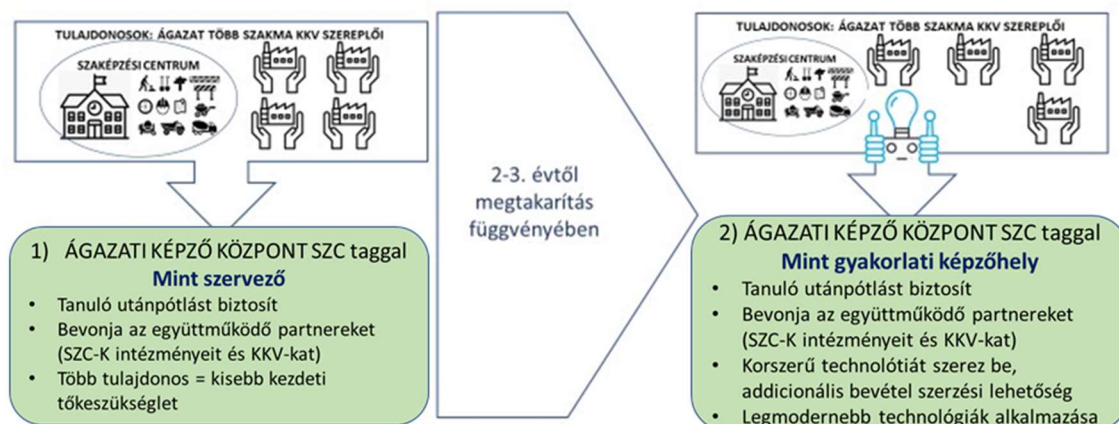 TULAJDONOSOK: ÁGAZAT TÖBB SZAKMA KKV SZEREPLŐI
SZAKÉPZÉSI CENTRUM
1) ÁGAZATI KÉPZŐ KÖZPONT SZC taggal
Mint szervező
• Tanuló utánpótlást biztosít
• Bevonja az együttműködő partnereket
(SZC-K intézményeit és KKV-kat)
• Több tulajdonos = kisebb kezdeti
tőkeszükséglet
2-3. évtől
megtakarítás
függvényében
TULAJDONOSOK: ÁGAZAT TÖBB SZAKMA KKV SZEREPLŐI
SZAKÉPZÉSI CENTRUM
2) ÁGAZATI KÉPZŐ KÖZPONT SZC taggal
Mint gyakorlati képzőhely
• Tanuló utánpótlást biztosít
• Bevonja az együttműködő partnereket
(SZC-K intézményeit és KKV-kat)
• Korszerű technolótiát szerez be,
addicionális bevétel szerzési lehetőség
• Legmodernebb technológiák alkalmazása